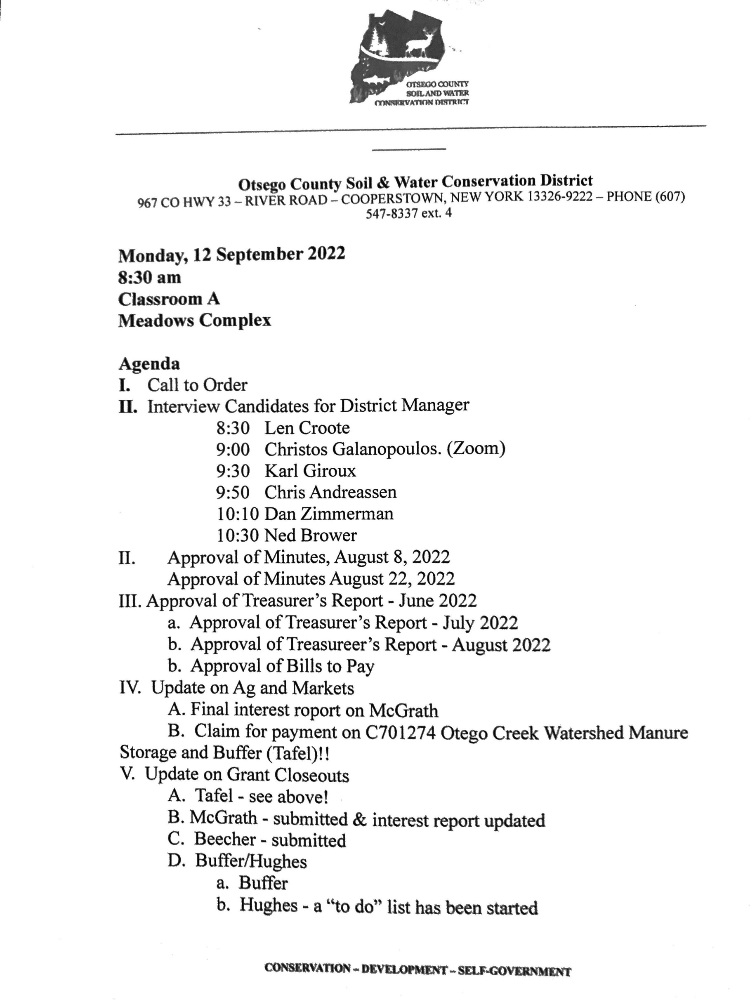 OTSEGO COUNTY
SOIL AND WATER
CONSERVATION DISTRICT
Otsego County Soil & Water Conservation District
967 CO HWY 33 – RIVER ROAD – COOPERSTOWN, NEW YORK 13326-9222 – PHONE (607)
547-8337 ext. 4
Monday, 12 September 2022
8:30 am
Classroom A
Meadows Complex
Agenda
I. Call to Order
II. Interview Candidates for District Manager
8:30 Len Croote
9:00 Christos Galanopoulos. (Zoom)
9:30 Karl Giroux
9:50 Chris Andreassen
10:10 Dan Zimmerman
10:30 Ned Brower
II. Approval of Minutes, August 8, 2022
Approval of Minutes August 22, 2022
III. Approval of Treasurer’s Report - June 2022
a. Approval of Treasurer’s Report - July 2022
b. Approval of Treasureer’s Report - August 2022
b. Approval of Bills to Pay
IV. Update on Ag and Markets
A. Final interest roport on McGrath
B. Claim for payment on C701274 Otego Creek Watershed Manure
Storage and Buffer (Tafel)!!
V. Update on Grant Closeouts
A. Tafel - see above!
B. McGrath - submitted & interest report updated
C. Beecher - submitted
D. Buffer/Hughes
a. Buffer
b. Hughes - a “to do” list has been started
CONSERVATION – DEVELOPMENT – SELF-GOVERNMENT